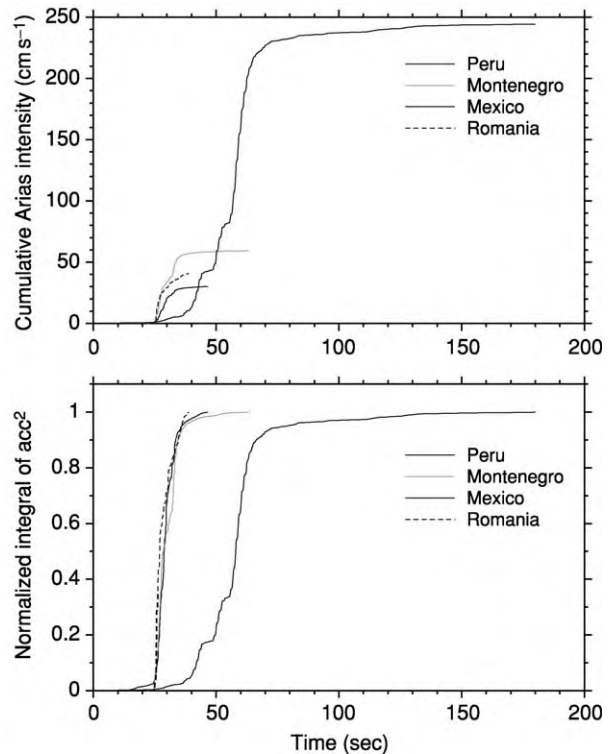 Cumulative Arias intensity (cm s⁻¹)
250
200
150
100
50
0
Peru
Montenegro
Mexico
Romania
0 50 100 150 200
Normalized integral of acc²
1
0.8
0.6
0.4
0.2
0
Peru
Montenegro
Mexico
Romania
0 50 100 150 200
Time (sec)